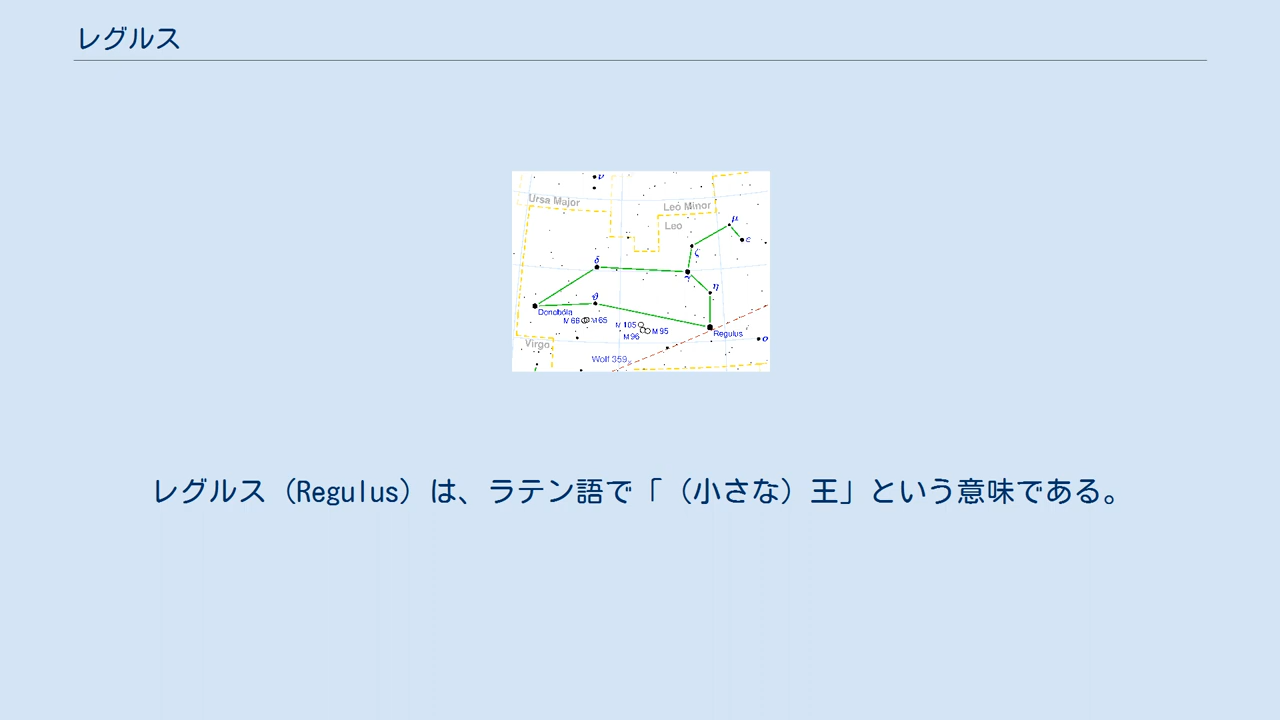 レグルス
ν
Ursa Major
Leo Minor
Leo
μ
ε
ζ
δ
γ
η
θ
Denebola
M 66 M 65
M 105
M 95
M 96
Regulus
ο
Virgo
Wolf 359
レグルス（Regulus）は、ラテン語で「（小さな）王」という意味である。